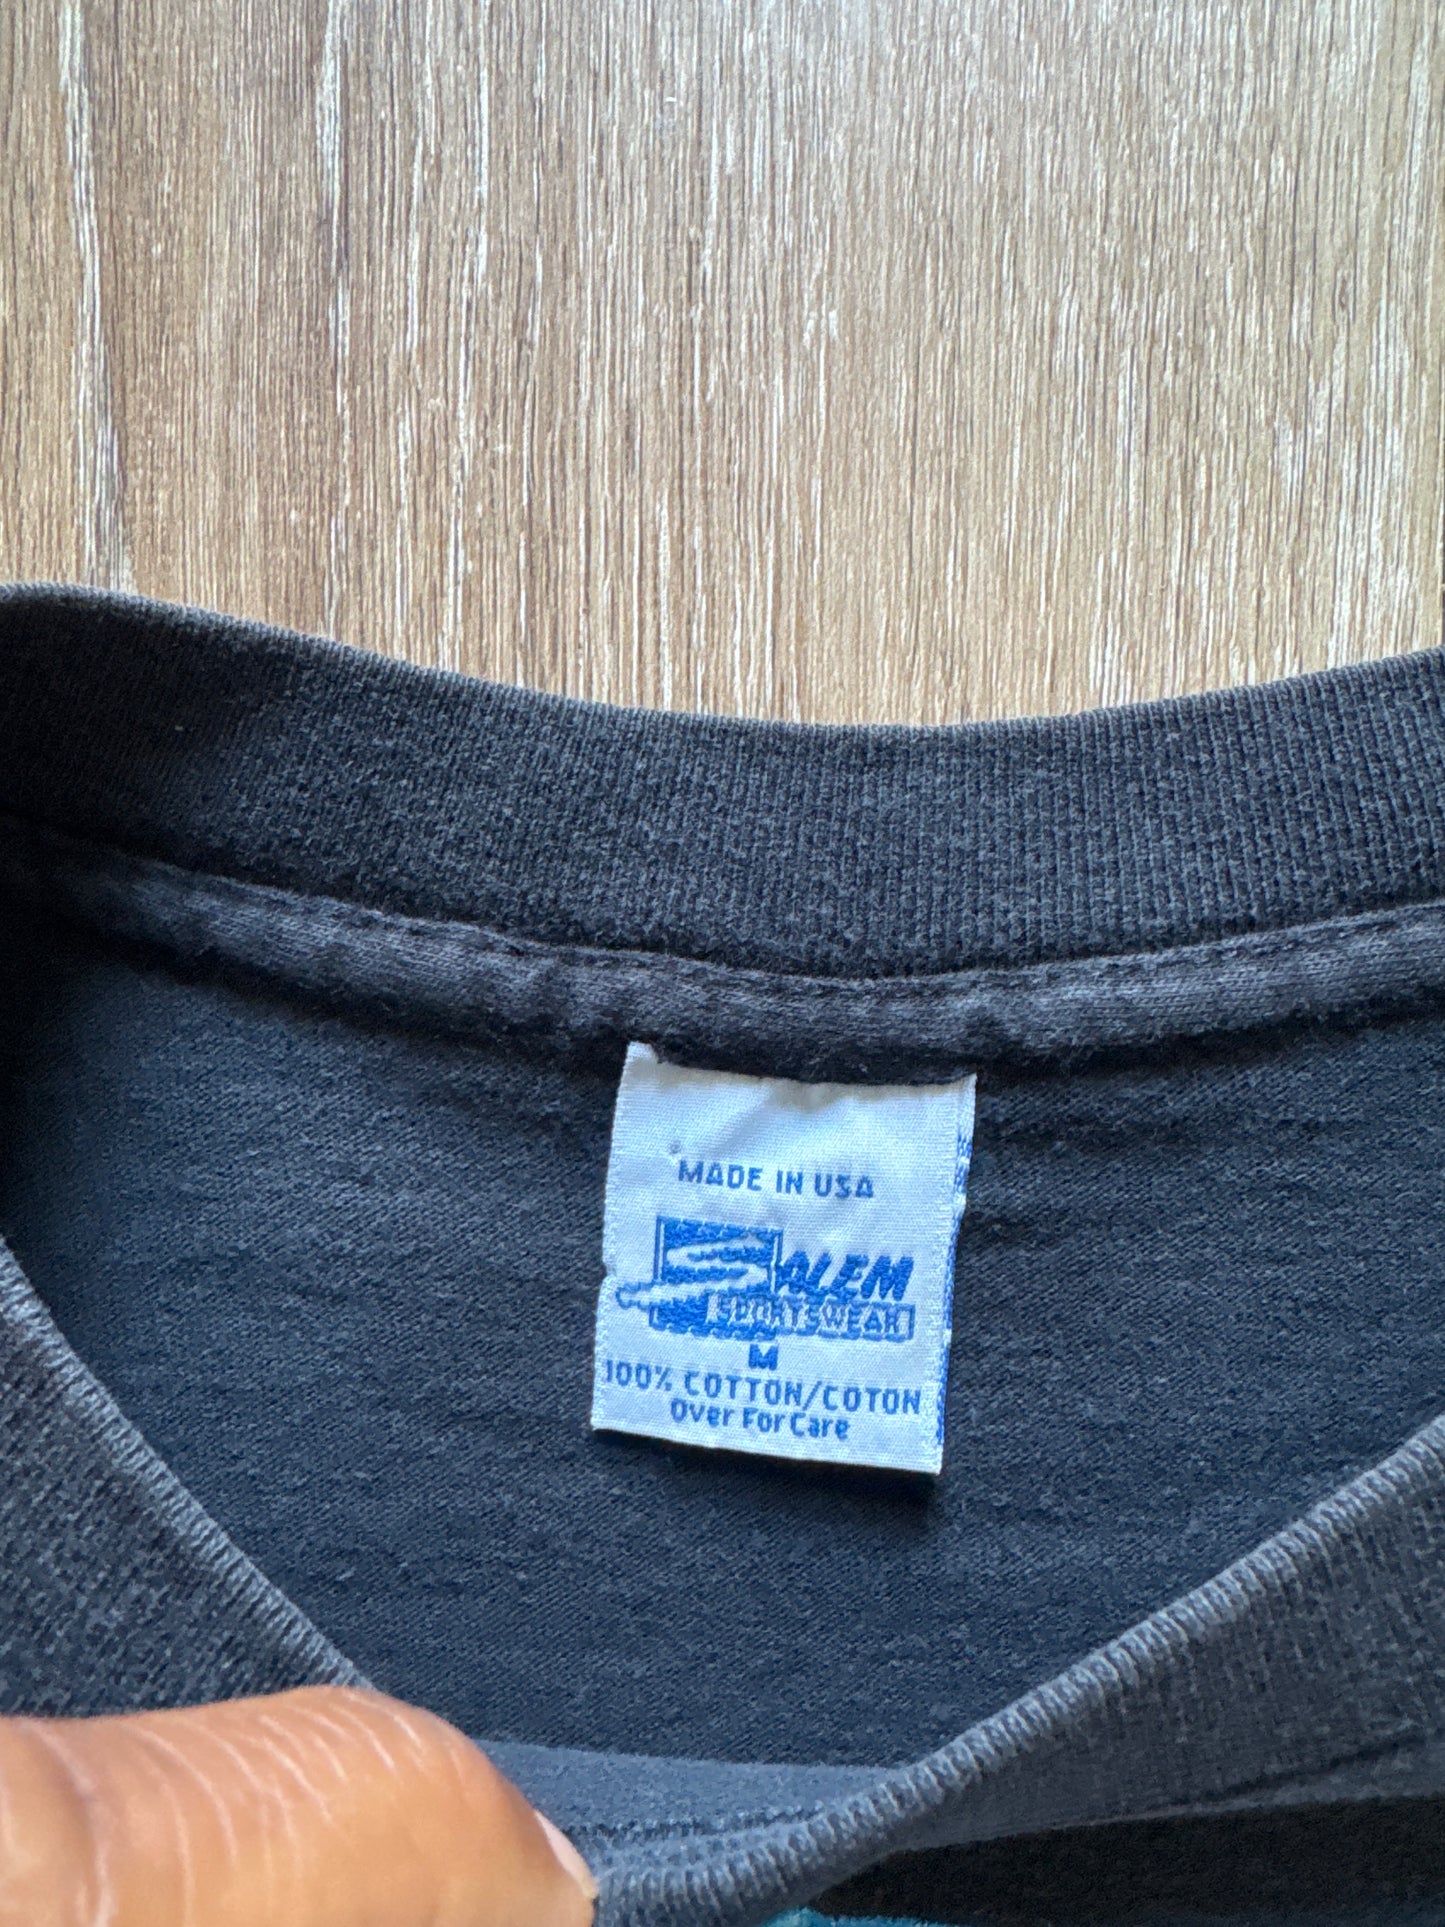 MADE IN USA
SALEM
SPORTSWEAR
M
100% COTTON/COTON
Over For Care